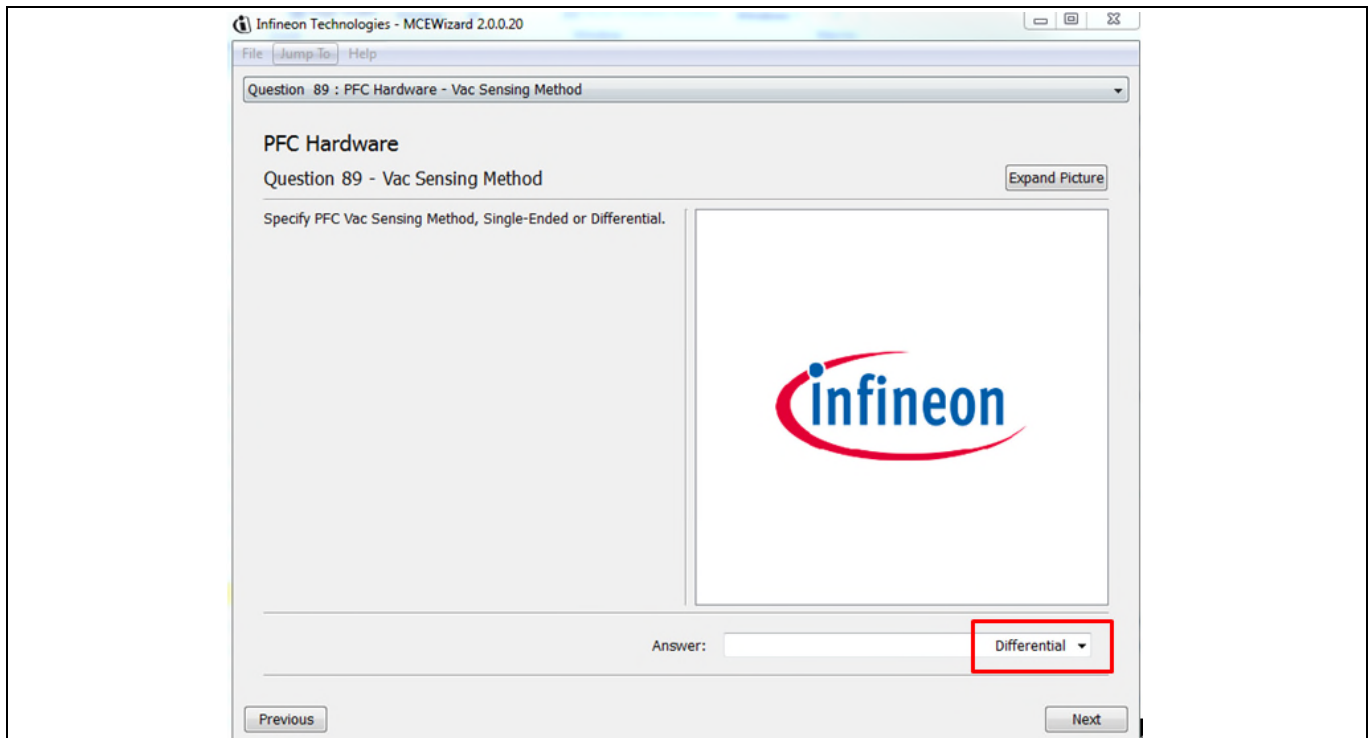 Infineon Technologies - MCEWizard 2.0.0.20
File Jump To Help
Question 89 : PFC Hardware - Vac Sensing Method
PFC Hardware
Question 89 - Vac Sensing Method
Expand Picture
Specify PFC Vac Sensing Method, Single-Ended or Differential.
infineon
Answer:
Differential
Previous
Next